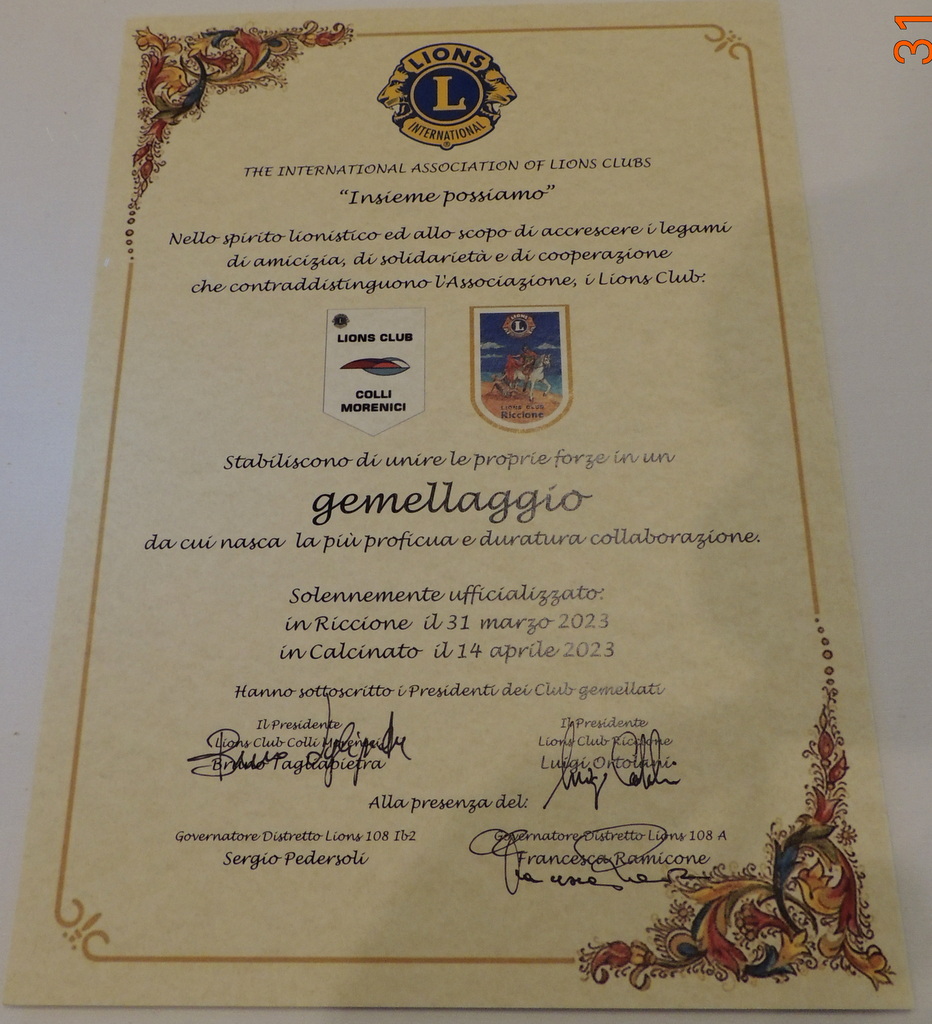 31
LIONS
L
INTERNATIONAL
THE INTERNATIONAL ASSOCIATION OF LIONS CLUBS
"Insieme possiamo"
Nello spirito lionistico ed allo scopo di accrescere i legami
di amicizia, di solidarietà e di cooperazione
che contraddistinguono l'Associazione, i Lions Club:
LIONS CLUB
COLLI
MORENICI
LIONS
L
LIONS CLUB
Riccione
Stabiliscono di unire le proprie forze in un
gemellaggio
da cui nasca la più proficua e duratura collaborazione.
Solennemente ufficializzato:
in Riccione il 31 marzo 2023
in Calcinato il 14 aprile 2023
Hanno sottoscritto i Presidenti dei Club gemellati
Il Presidente
Lions Club Colli Morenici
Bruno Tagliapietra
Il Presidente
Lions Club Riccione
Luigi Ortolani
Alla presenza del:
Governatore Distretto Lions 108 Ib2
Sergio Pedersoli
Governatore Distretto Lions 108 A
Francesca Ramicone